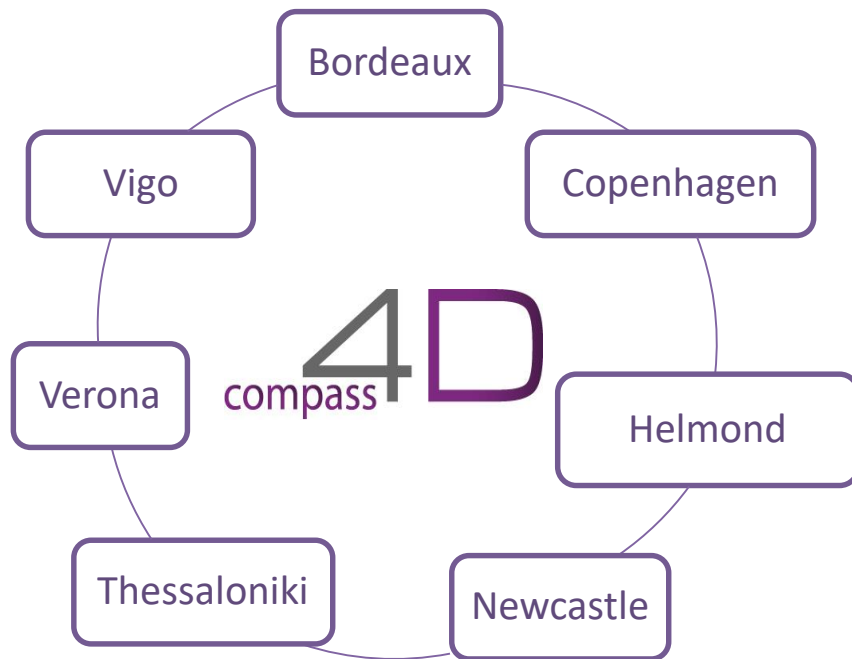 Bordeaux
Vigo
Copenhagen
4D
compass
Verona
Helmond
Thessaloniki
Newcastle